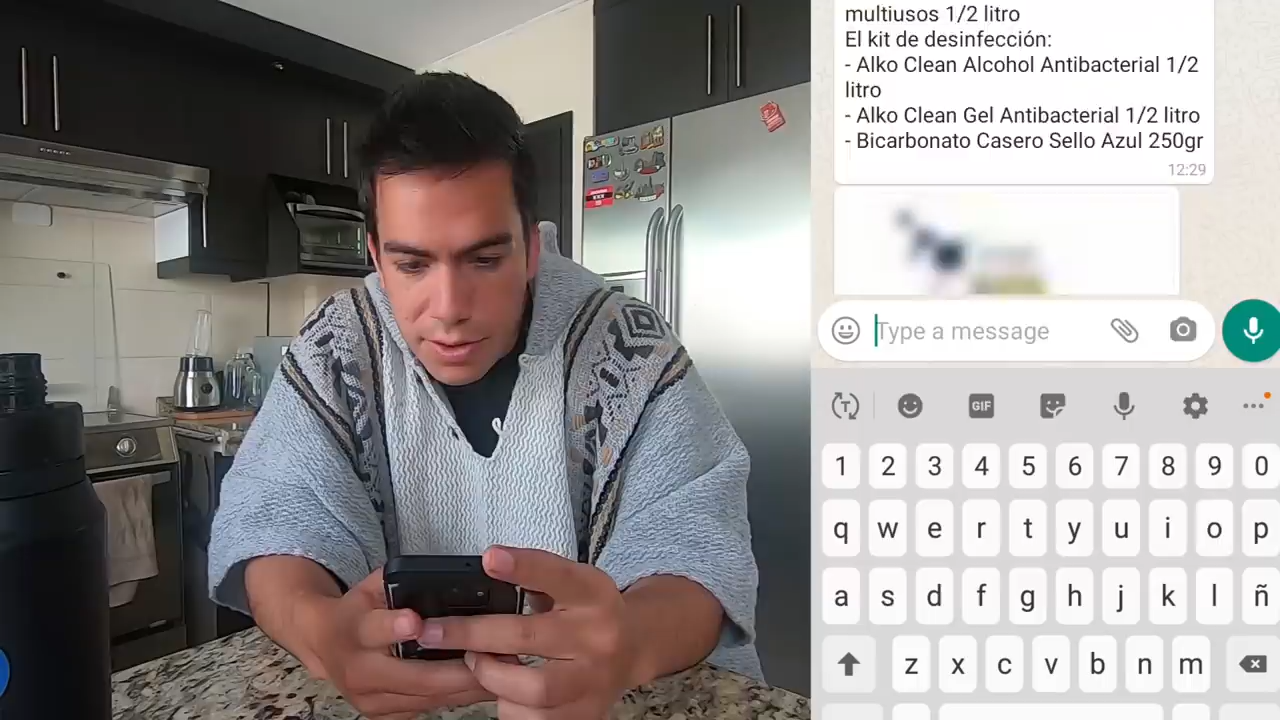 multiusos 1/2 litro
El kit de desinfección:
- Alko Clean Alcohol Antibacterial 1/2
litro
- Alko Clean Gel Antibacterial 1/2 litro
- Bicarbonato Casero Sello Azul 250gr
12:29
Type a message
T GIF
1 2 3 4 5 6 7 8 9 0
q w e r t y u i o p
a s d f g h j k l ñ
z x c v b n m